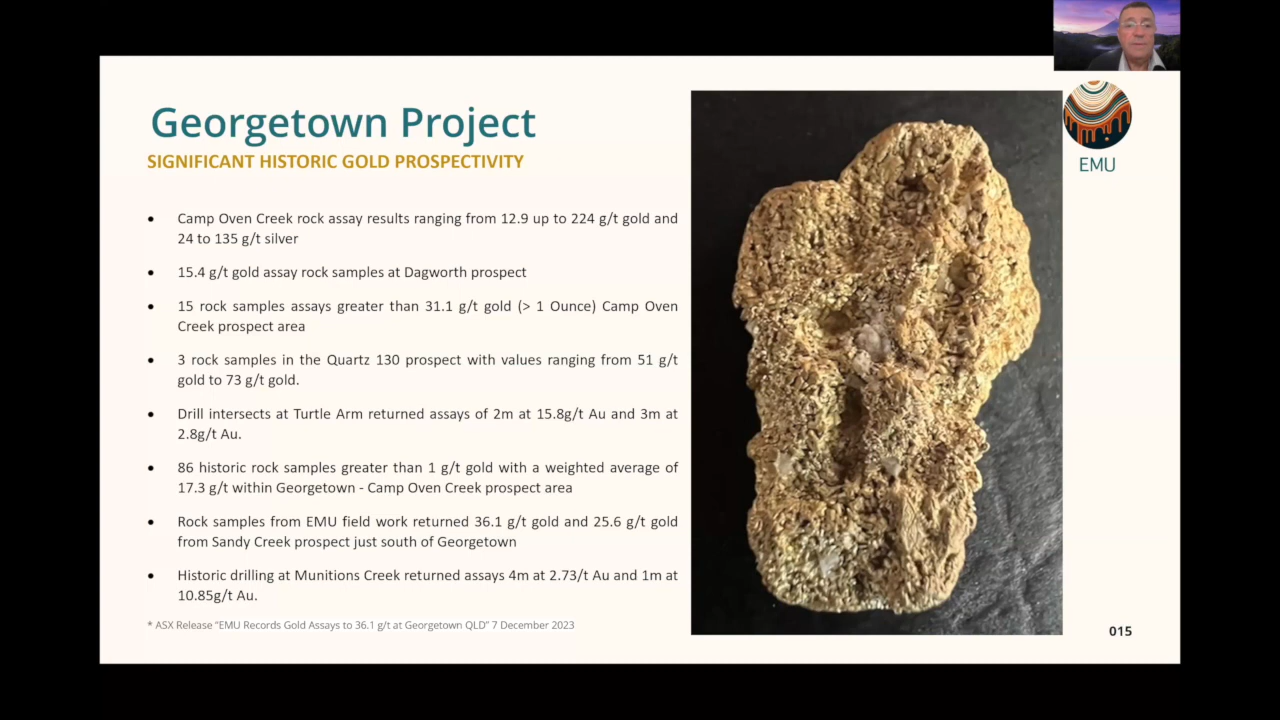 Georgetown Project
SIGNIFICANT HISTORIC GOLD PROSPECTIVITY
• Camp Oven Creek rock assay results ranging from 12.9 up to 224 g/t gold and
24 to 135 g/t silver
• 15.4 g/t gold assay rock samples at Dagworth prospect
• 15 rock samples assays greater than 31.1 g/t gold (> 1 Ounce) Camp Oven
Creek prospect area
• 3 rock samples in the Quartz 130 prospect with values ranging from 51 g/t
gold to 73 g/t gold.
• Drill intersects at Turtle Arm returned assays of 2m at 15.8g/t Au and 3m at
2.8g/t Au.
• 86 historic rock samples greater than 1 g/t gold with a weighted average of
17.3 g/t within Georgetown - Camp Oven Creek prospect area
• Rock samples from EMU field work returned 36.1 g/t gold and 25.6 g/t gold
from Sandy Creek prospect just south of Georgetown
• Historic drilling at Munitions Creek returned assays 4m at 2.73/t Au and 1m at
10.85g/t Au.
* ASX Release "EMU Records Gold Assays to 36.1 g/t at Georgetown QLD" 7 December 2023
EMU
015